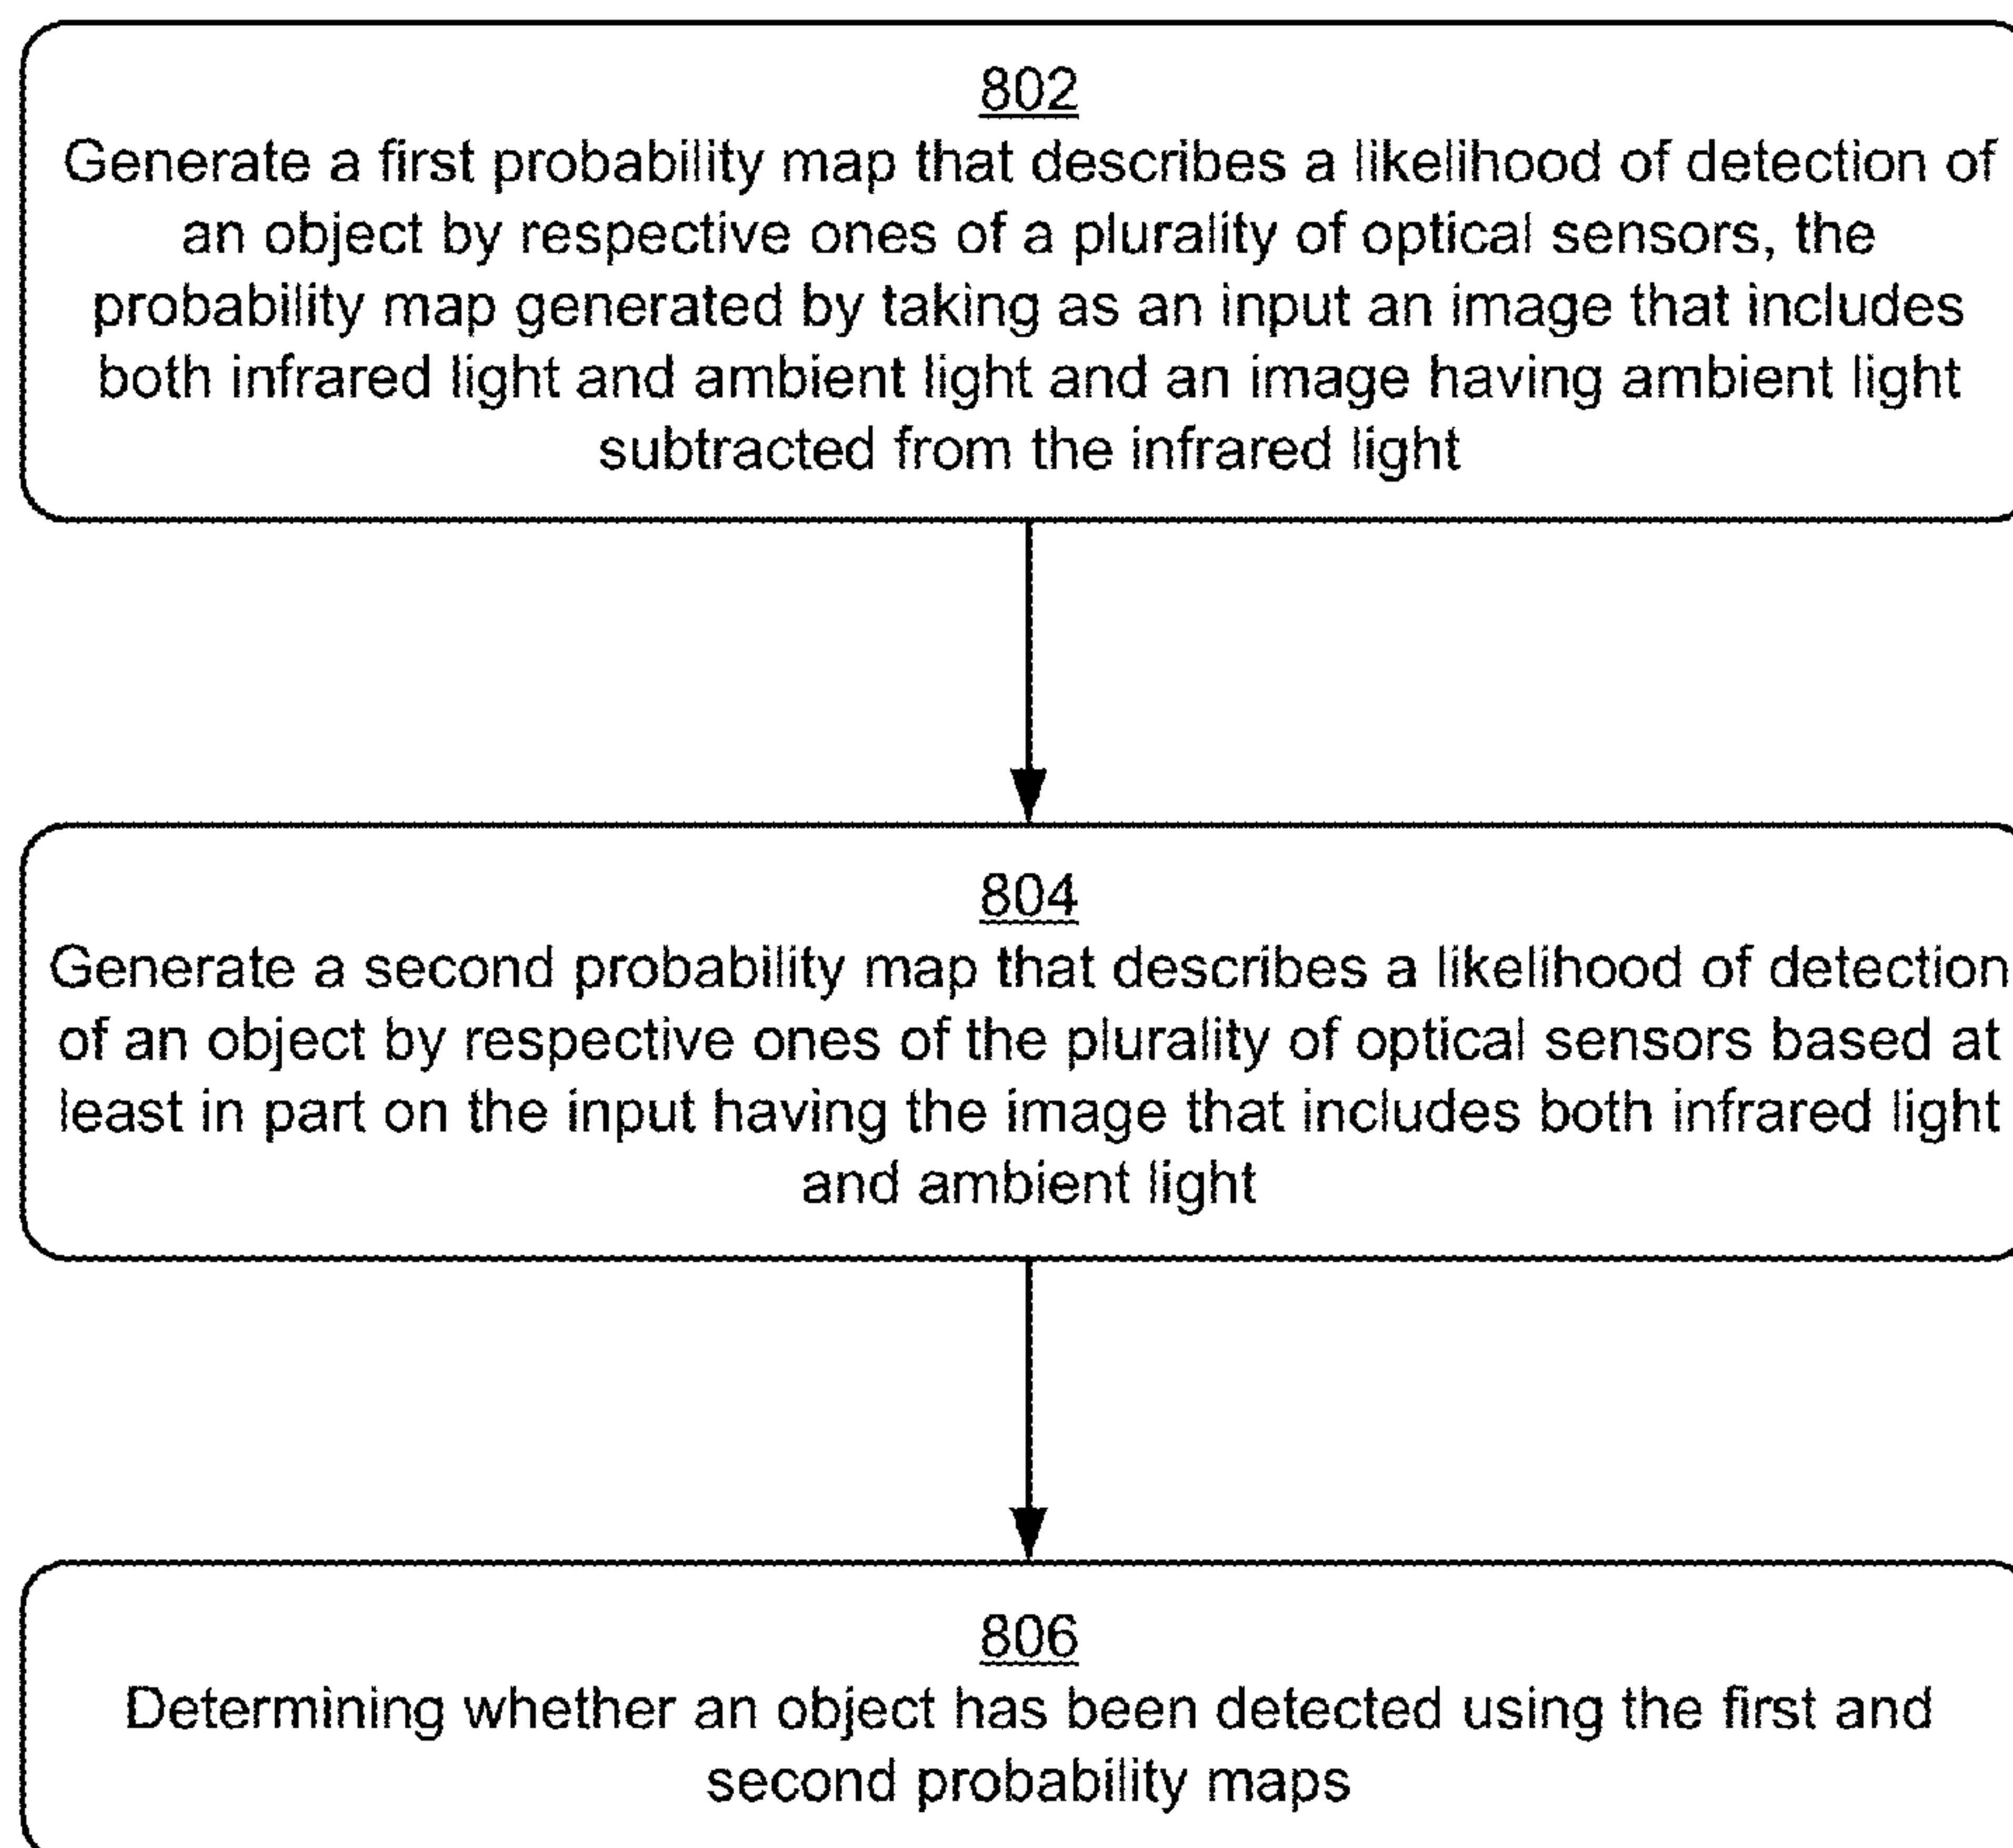 802
Generate a first probability map that describes a likelihood of detection of
an object by respective ones of a plurality of optical sensors, the
probability map generated by taking as an input an image that includes
both infrared light and ambient light and an image having ambient light
subtracted from the infrared light
804
Generate a second probability map that describes a likelihood of detection
of an object by respective ones of the plurality of optical sensors based at
least in part on the input having the image that includes both infrared light
and ambient light
806
Determining whether an object has been detected using the first and
second probability maps